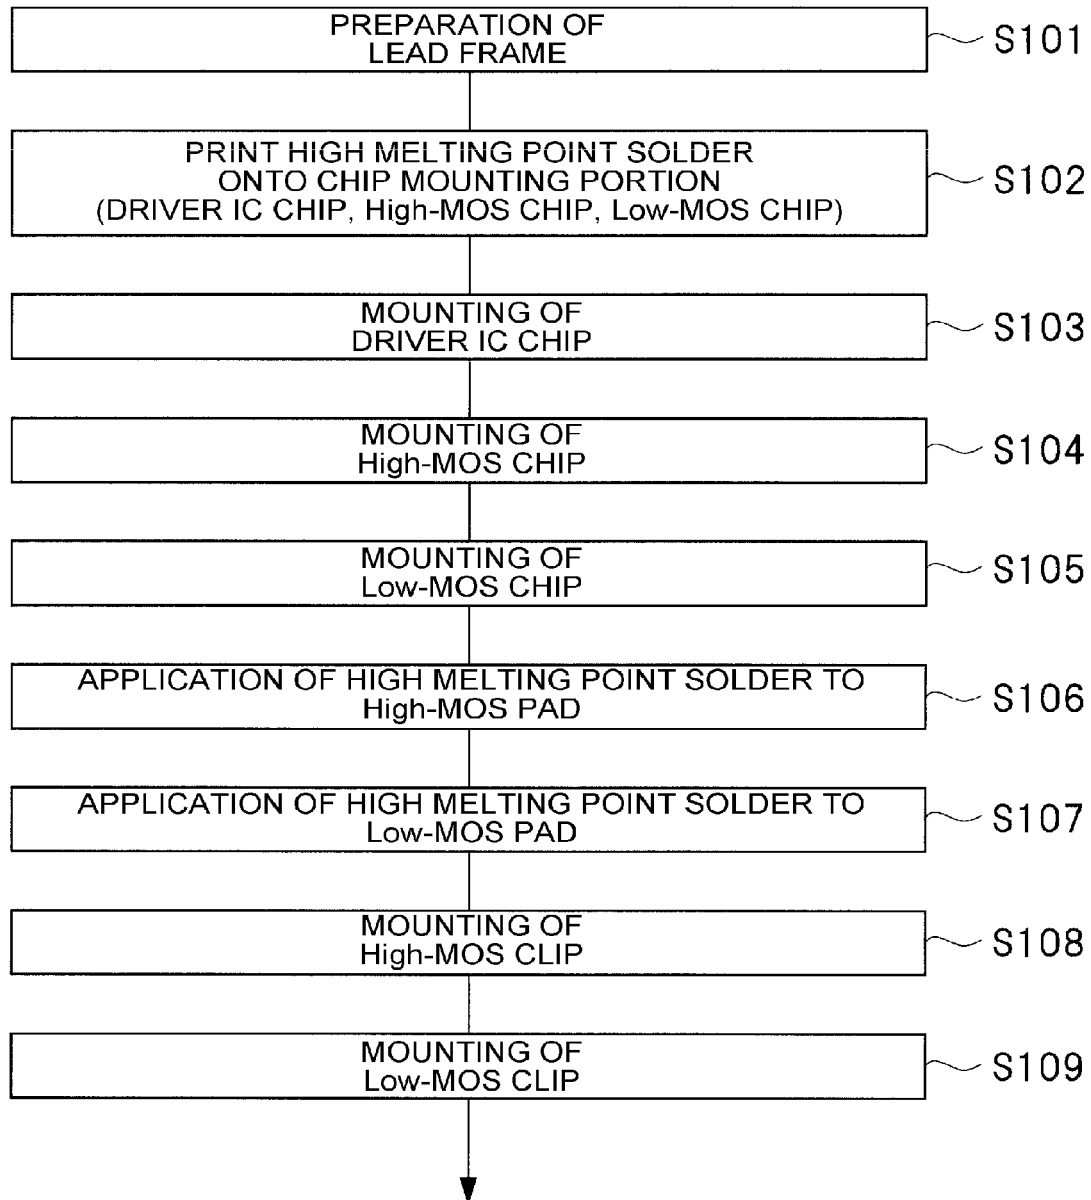 PREPARATION OF
LEAD FRAME
S101
PRINT HIGH MELTING POINT SOLDER
ONTO CHIP MOUNTING PORTION
(DRIVER IC CHIP, High-MOS CHIP, Low-MOS CHIP)
S102
MOUNTING OF
DRIVER IC CHIP
S103
MOUNTING OF
High-MOS CHIP
S104
MOUNTING OF
Low-MOS CHIP
S105
APPLICATION OF HIGH MELTING POINT SOLDER TO
High-MOS PAD
S106
APPLICATION OF HIGH MELTING POINT SOLDER TO
Low-MOS PAD
S107
MOUNTING OF
High-MOS CLIP
S108
MOUNTING OF
Low-MOS CLIP
S109